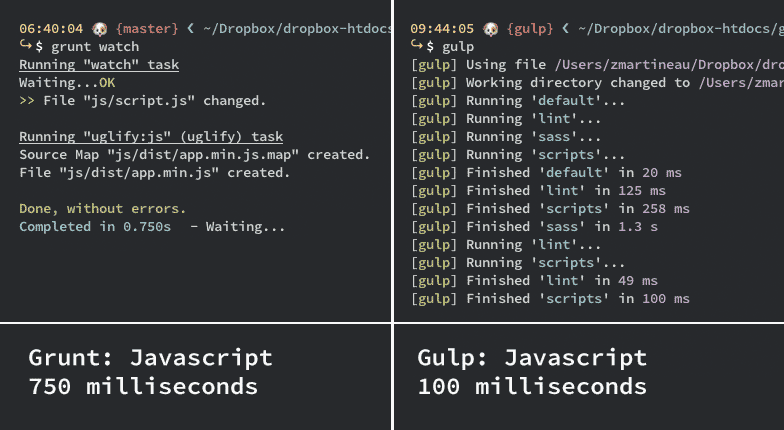 06:40:04 {master} ❮ ~/Dropbox/dropbox-htdocs
↪$ grunt watch
Running "watch" task
Waiting...OK
>> File "js/script.js" changed.
Running "uglify:js" (uglify) task
Source Map "js/dist/app.min.js.map" created.
File "js/dist/app.min.js" created.
Done, without errors.
Completed in 0.750s - Waiting...
Grunt: Javascript
750 milliseconds
09:44:05 {gulp} ❮ ~/Dropbox/dropbox-htdocs/g
↪$ gulp
[gulp] Using file /Users/zmartineau/Dropbox/dro
[gulp] Working directory changed to /Users/zmar
[gulp] Running 'default'...
[gulp] Running 'lint'...
[gulp] Running 'sass'...
[gulp] Running 'scripts'...
[gulp] Finished 'default' in 20 ms
[gulp] Finished 'lint' in 125 ms
[gulp] Finished 'scripts' in 258 ms
[gulp] Finished 'sass' in 1.3 s
[gulp] Running 'lint'...
[gulp] Running 'scripts'...
[gulp] Finished 'lint' in 49 ms
[gulp] Finished 'scripts' in 100 ms
Gulp: Javascript
100 milliseconds